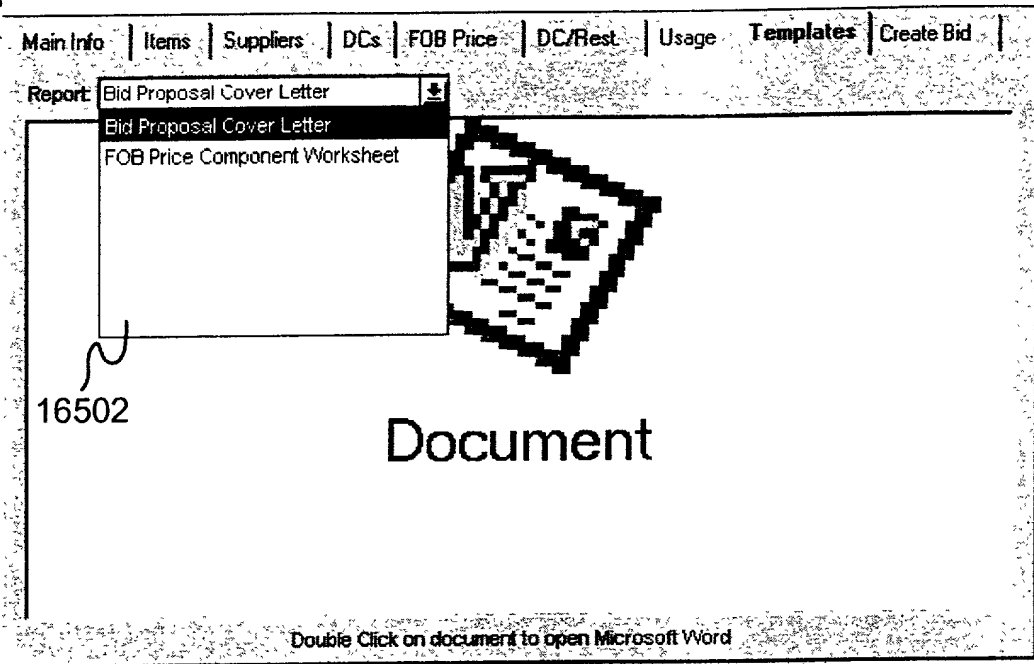 Main Info | Items | Suppliers | DCs | FOB Price | DC/Rest. | Usage Templates | Create Bid |
Report: Bid Proposal Cover Letter
Bid Proposal Cover Letter
FOB Price Component Worksheet
16502
Document
Double Click on document to open Microsoft Word